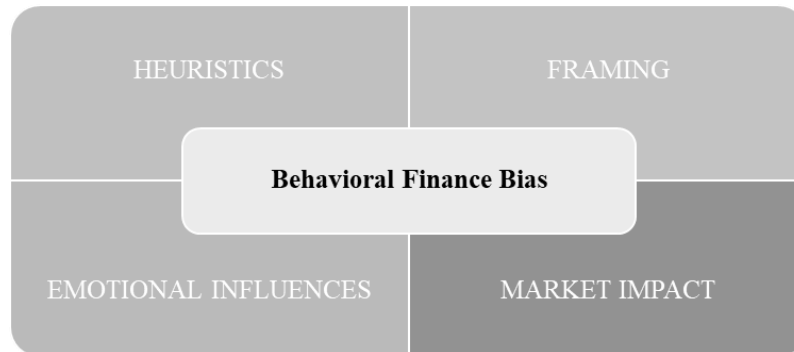 HEURISTICS
FRAMING
Behavioral Finance Bias
EMOTIONAL INFLUENCES
MARKET IMPACT